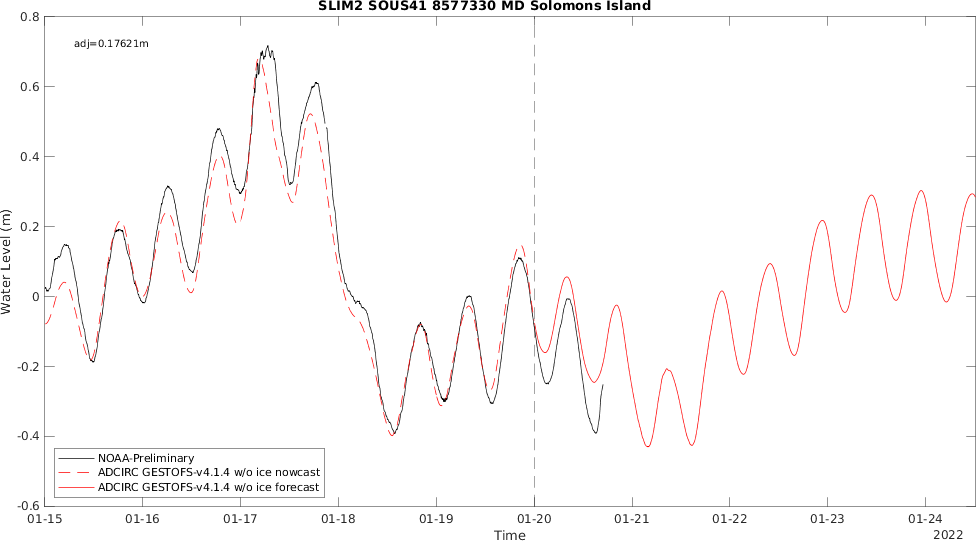 SLIM2 SOUS41 8577330 MD Solomons Island
adj=0.17621m
0.8
0.6
0.4
0.2
0
-0.2
-0.4
-0.6
Water Level (m)
NOAA-Preliminary
ADCIRC GESTOFS-v4.1.4 w/o ice nowcast
ADCIRC GESTOFS-v4.1.4 w/o ice forecast
01-15 01-16 01-17 01-18 01-19 01-20 01-21 01-22 01-23 01-24
Time
2022